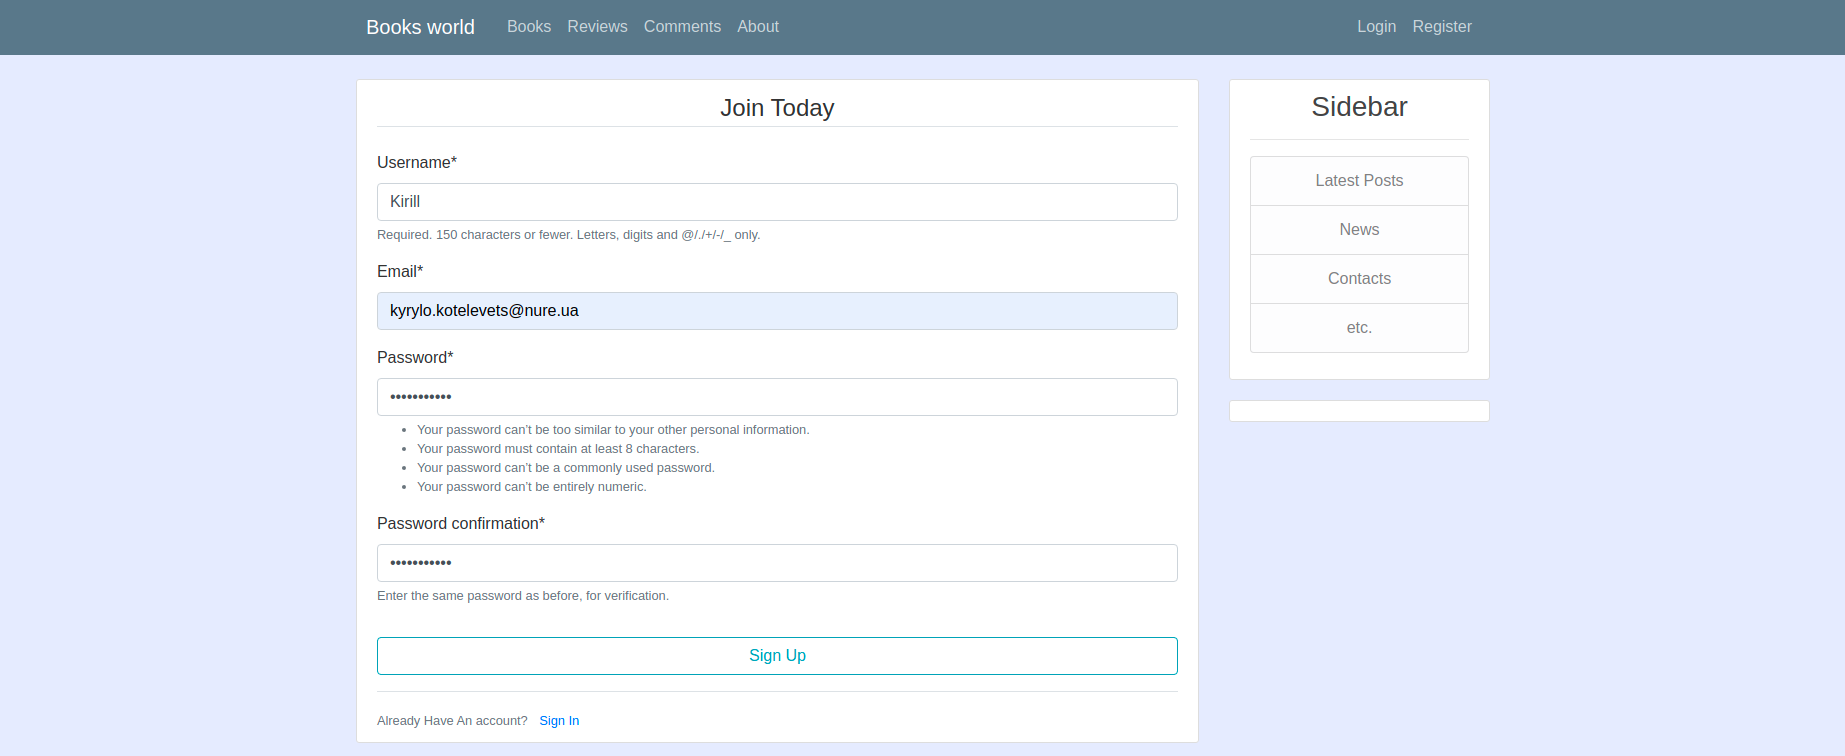 Books world Books Reviews Comments About Login Register
Join Today
Username*
Kirill
Required. 150 characters or fewer. Letters, digits and @/./+/-/_ only.
Email*
kyrylo.kotelevets@nure.ua
Password*
•••••••••••
• Your password can’t be too similar to your other personal information.
• Your password must contain at least 8 characters.
• Your password can’t be a commonly used password.
• Your password can’t be entirely numeric.
Password confirmation*
•••••••••••
Enter the same password as before, for verification.
Sign Up
Already Have An account? Sign In
Sidebar
Latest Posts
News
Contacts
etc.